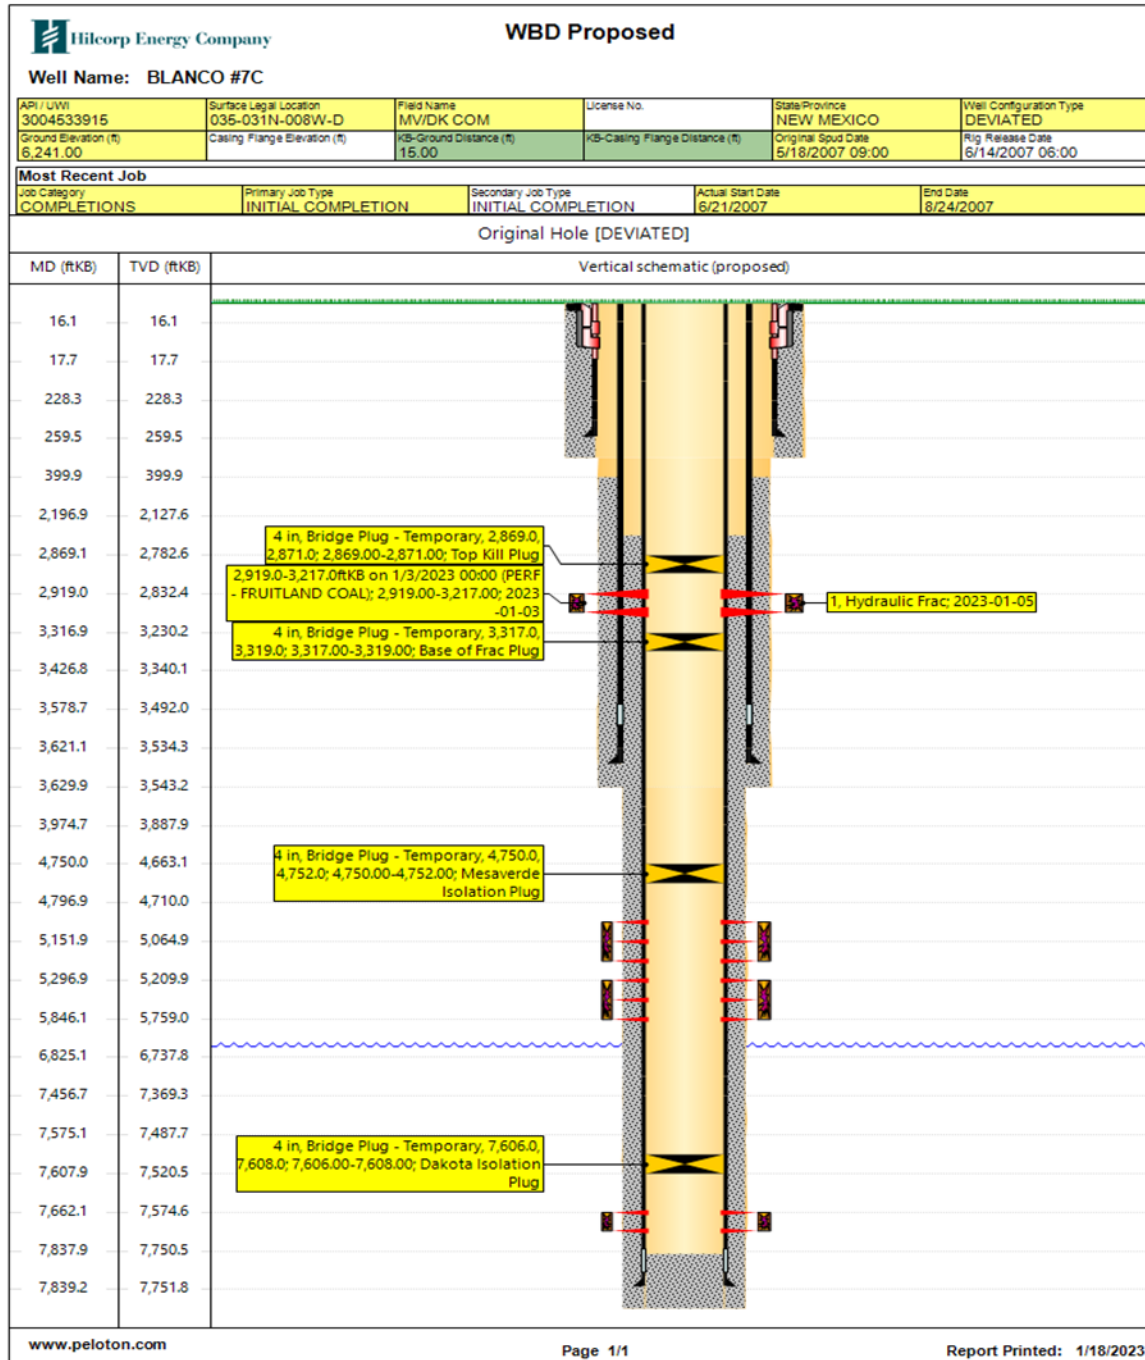 Hilcorp Energy Company
WBD Proposed
Well Name: BLANCO #7C
API / UWI
3004533915
Surface Legal Location
035-031N-008W-D
Field Name
MV/DK COM
License No.
State/Province
NEW MEXICO
Well Configuration Type
DEVIATED
Ground Elevation (ft)
6,241.00
Casing Flange Elevation (ft)
KB-Ground Distance (ft)
15.00
KB-Casing Flange Distance (ft)
Original Spud Date
5/18/2007 09:00
Rig Release Date
6/14/2007 06:00
Most Recent Job
Job Category
COMPLETIONS
Primary Job Type
INITIAL COMPLETION
Secondary Job Type
INITIAL COMPLETION
Actual Start Date
6/21/2007
End Date
8/24/2007
Original Hole [DEVIATED]
MD (ftKB) TVD (ftKB) Vertical schematic (proposed)
16.1 16.1
17.7 17.7
228.3 228.3
259.5 259.5
399.9 399.9
2,196.9 2,127.6
2,869.1 2,782.6
2,919.0 2,832.4
3,316.9 3,230.2
3,426.8 3,340.1
3,578.7 3,492.0
3,621.1 3,534.3
3,629.9 3,543.2
3,974.7 3,887.9
4,750.0 4,663.1
4,796.9 4,710.0
5,151.9 5,064.9
5,296.9 5,209.9
5,846.1 5,759.0
6,825.1 6,737.8
7,456.7 7,369.3
7,575.1 7,487.7
7,607.9 7,520.5
7,662.1 7,574.6
7,837.9 7,750.5
7,839.2 7,751.8
4 in, Bridge Plug - Temporary, 2,869.0,
2,871.0; 2,869.00-2,871.00; Top Kill Plug
2,919.0-3,217.0ftKB on 1/3/2023 00:00 (PERF
- FRUITLAND COAL); 2,919.00-3,217.00; 2023
-01-03
1, Hydraulic Frac; 2023-01-05
4 in, Bridge Plug - Temporary, 3,317.0,
3,319.0; 3,317.00-3,319.00; Base of Frac Plug
4 in, Bridge Plug - Temporary, 4,750.0,
4,752.0; 4,750.00-4,752.00; Mesaverde
Isolation Plug
4 in, Bridge Plug - Temporary, 7,606.0,
7,608.0; 7,606.00-7,608.00; Dakota Isolation
Plug
www.peloton.com
Page 1/1
Report Printed: 1/18/2023